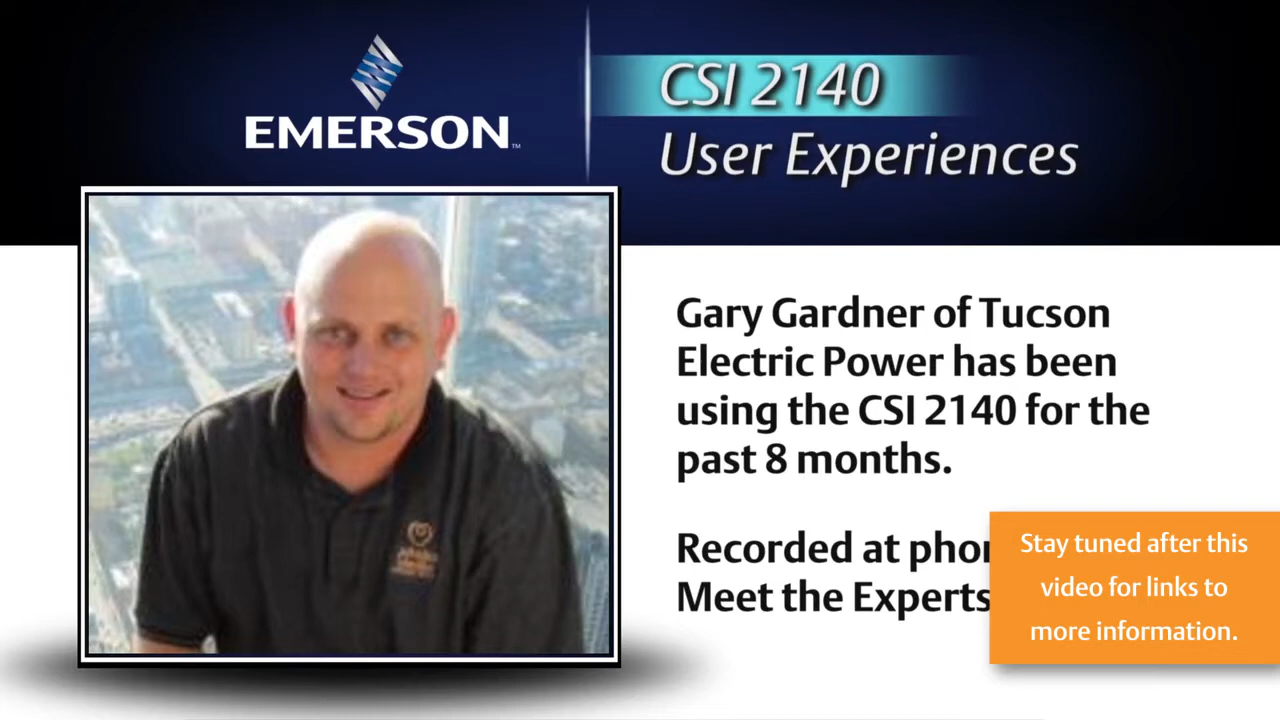 EMERSON™
CSI 2140
User Experiences
Gary Gardner of Tucson
Electric Power has been
using the CSI 2140 for the
past 8 months.
Recorded at
Meet the Experts
Stay tuned after this
video for links to
more information.